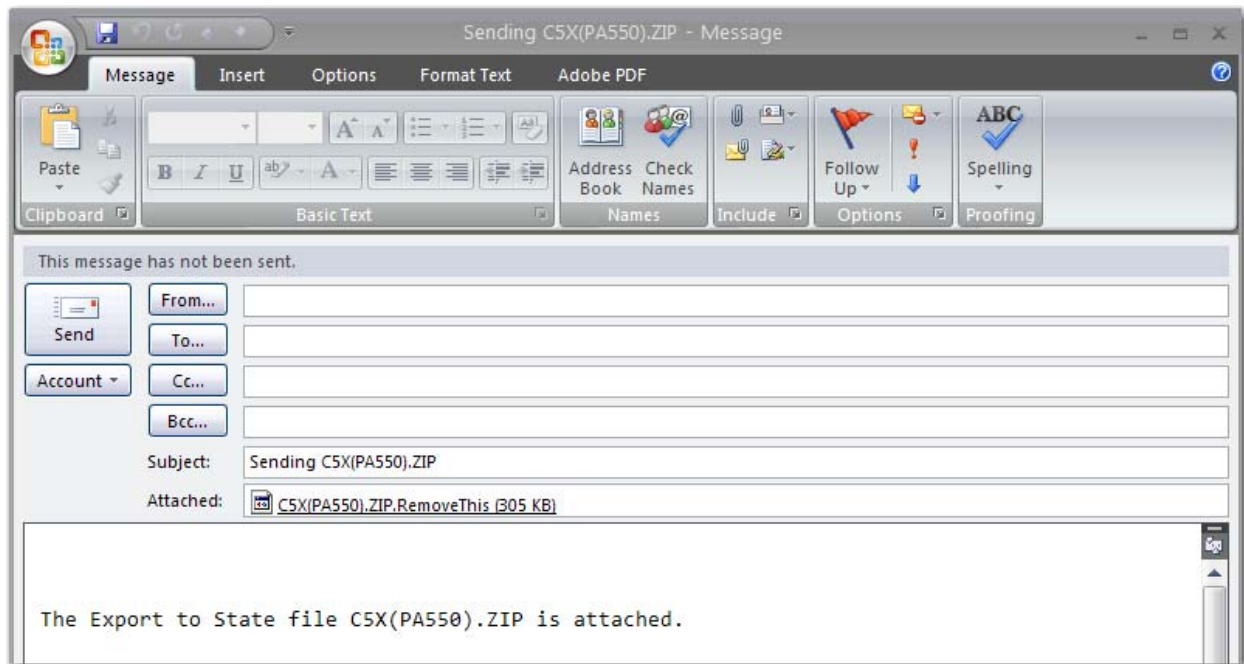 Sending C5X(PA550).ZIP - Message
Message Insert Options Format Text Adobe PDF
Paste
Clipboard
A A
B I U ab A
Basic Text
Address Book
Check Names
Names
Include
Follow Up
Options
ABC
Spelling
Proofing
This message has not been sent.
Send
Account
From...
To...
Cc...
Bcc...
Subject: Sending C5X(PA550).ZIP
Attached: C5X(PA550).ZIP.RemoveThis (305 KB)
The Export to State file C5X(PA550).ZIP is attached.